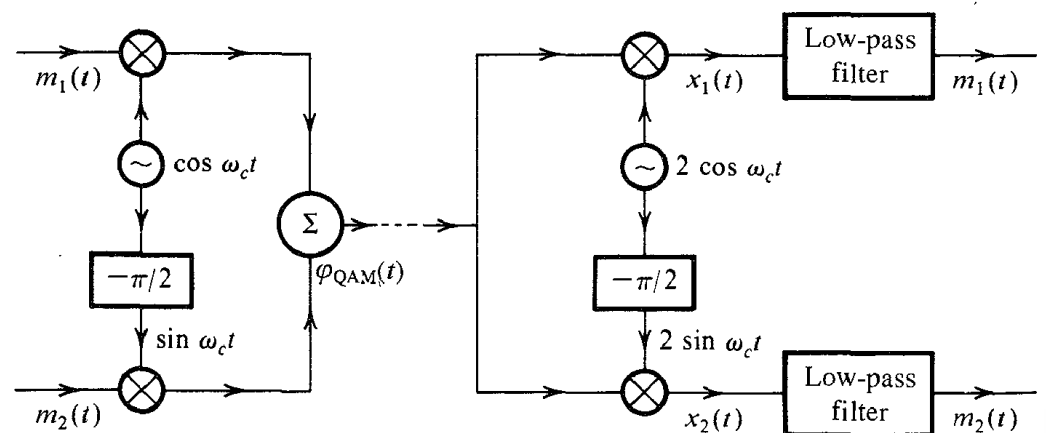 m₁(t)
cos ω_c t
−π/2
sin ω_c t
m₂(t)
Σ
φ_QAM(t)
x₁(t)
Low-pass
filter
m₁(t)
2 cos ω_c t
−π/2
2 sin ω_c t
x₂(t)
Low-pass
filter
m₂(t)